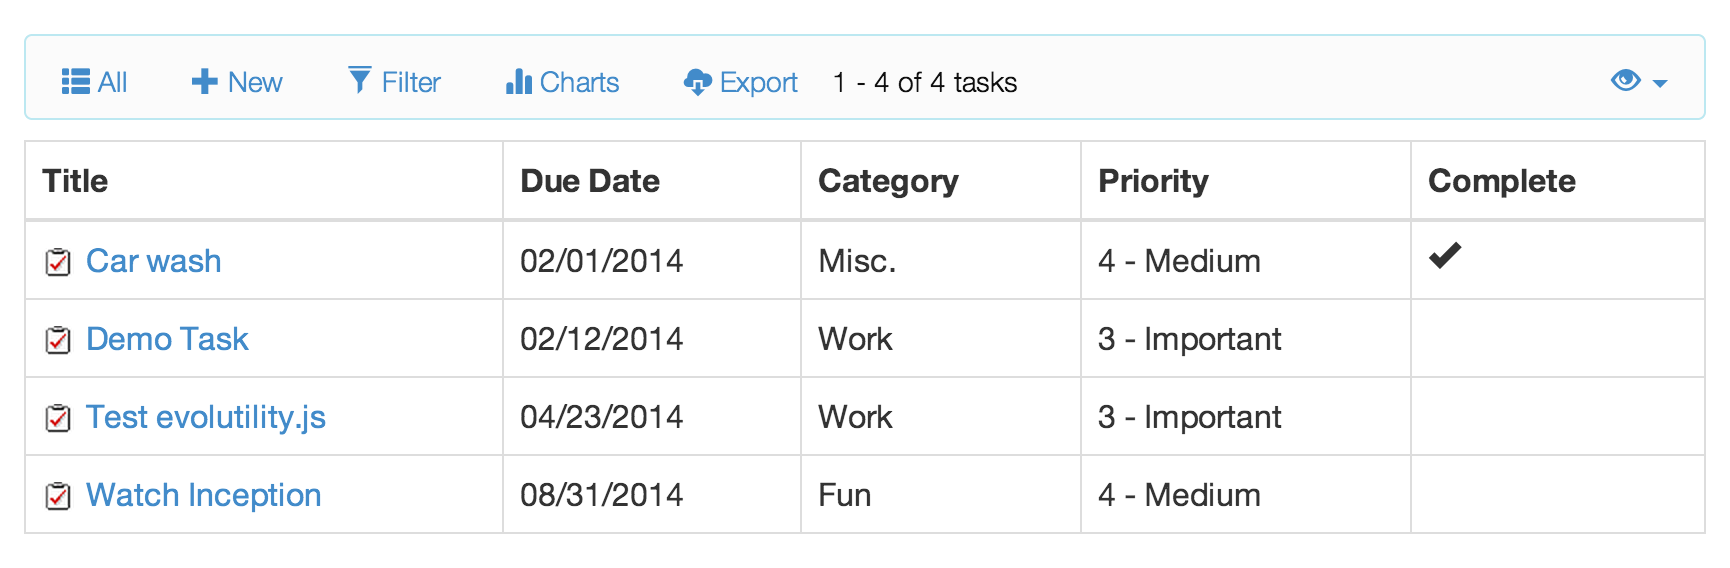 All New Filter Charts Export 1 - 4 of 4 tasks
Title Due Date Category Priority Complete
Car wash 02/01/2014 Misc. 4 - Medium
Demo Task 02/12/2014 Work 3 - Important
Test evolutility.js 04/23/2014 Work 3 - Important
Watch Inception 08/31/2014 Fun 4 - Medium